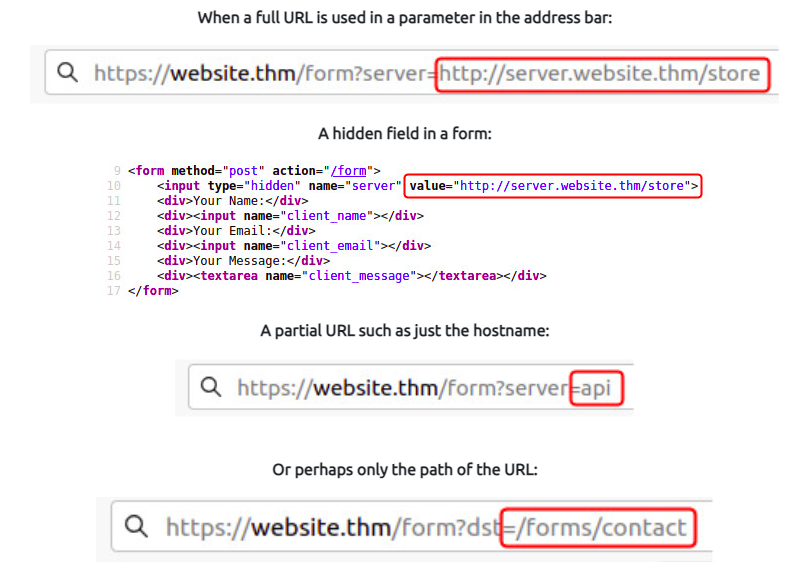 When a full URL is used in a parameter in the address bar:
https://website.thm/form?server=http://server.website.thm/store
A hidden field in a form:
9 <form method="post" action="/form">
10     <input type="hidden" name="server" value="http://server.website.thm/store">
11     <div>Your Name:</div>
12     <div><input name="client_name"></div>
13     <div>Your Email:</div>
14     <div><input name="client_email"></div>
15     <div>Your Message:</div>
16     <div><textarea name="client_message"></textarea></div>
17 </form>
A partial URL such as just the hostname:
https://website.thm/form?server=api
Or perhaps only the path of the URL:
https://website.thm/form?dst=/forms/contact